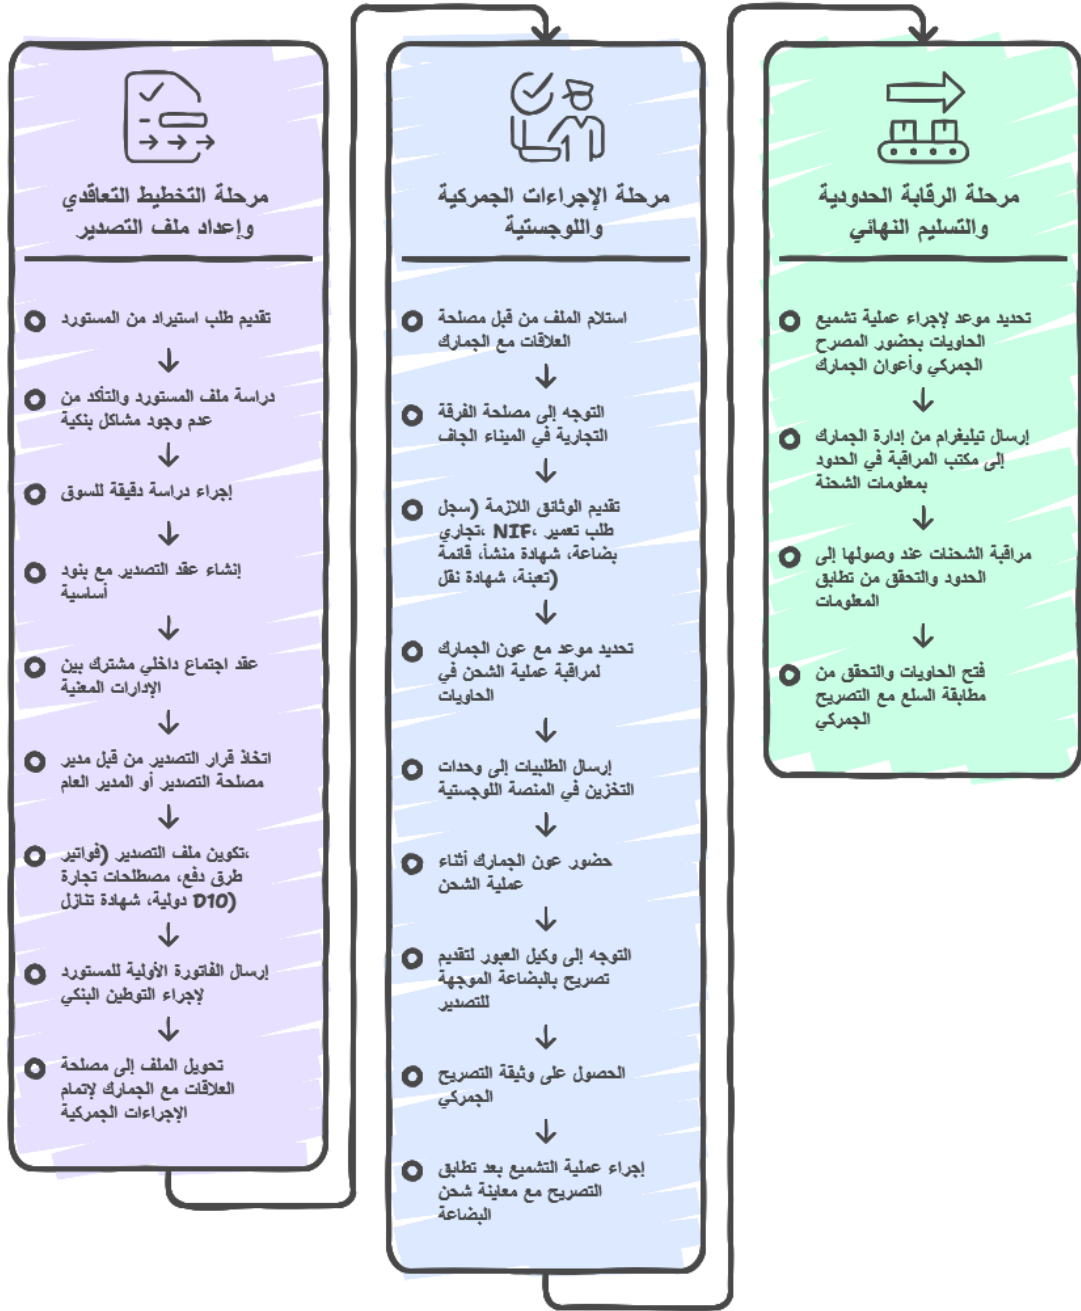 مرحلة التخطيط التعاقدي
وإعداد ملف التصدير
تقديم طلب استيراد من المستورد
دراسة ملف المستورد والتأكد من
عدم وجود مشاكل بنكية
إجراء دراسة دقيقة للسوق
إنشاء عقد التصدير مع بنود
أساسية
عقد اجتماع داخلي مشترك بين
الإدارات المعنية
اتخاذ قرار التصدير من قبل مدير
مصلحة التصدير أو المدير العام
،تكوين ملف التصدير (فواتير
طرق دفع، مصطلحات تجارة
(D10 دولية، شهادة تنازل
إرسال الفاتورة الأولية للمستورد
لإجراء التوطين البنكي
تحويل الملف إلى مصلحة
العلاقات مع الجمارك لإتمام
الإجراءات الجمركية
مرحلة الإجراءات الجمركية
واللوجستية
استلام الملف من قبل مصلحة
العلاقات مع الجمارك
التوجه إلى مصلحة الفرقة
التجارية في الميناء الجاف
تقديم الوثائق اللازمة (سجل
طلب تعمير ،NIF ،تجاري
بضاعة، شهادة منشأ، قائمة
(تعبئة، شهادة نقل
تحديد موعد مع عون الجمارك
لمراقبة عملية الشحن في
الحاويات
إرسال الطلبيات إلى وحدات
التخزين في المنصة اللوجستية
حضور عون الجمارك أثناء
عملية الشحن
التوجه إلى وكيل العبور لتقديم
تصريح بالبضاعة الموجهة
للتصدير
الحصول على وثيقة التصريح
الجمركي
إجراء عملية التشميع بعد تطابق
التصريح مع معاينة شحن
البضاعة
مرحلة الرقابة الحدودية
والتسليم النهائي
تحديد موعد لإجراء عملية تشميع
الحاويات بحضور المصرح
الجمركي وأعوان الجمارك
إرسال تيليغرام من إدارة الجمارك
إلى مكتب المراقبة في الحدود
بمعلومات الشحنة
مراقبة الشحنات عند وصولها إلى
الحدود والتحقق من تطابق
المعلومات
فتح الحاويات والتحقق من
مطابقة السلع مع التصريح
الجمركي